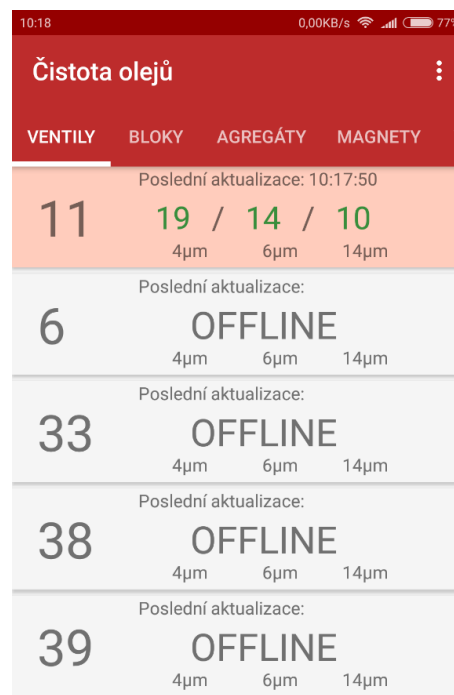 10:18 0,00KB/s 77%
Čistota olejů
VENTILY BLOKY AGREGÁTY MAGNETY
Poslední aktualizace: 10:17:50
11 19 / 14 / 10
4µm 6µm 14µm
Poslední aktualizace:
6 OFFLINE
4µm 6µm 14µm
Poslední aktualizace:
33 OFFLINE
4µm 6µm 14µm
Poslední aktualizace:
38 OFFLINE
4µm 6µm 14µm
Poslední aktualizace:
39 OFFLINE
4µm 6µm 14µm